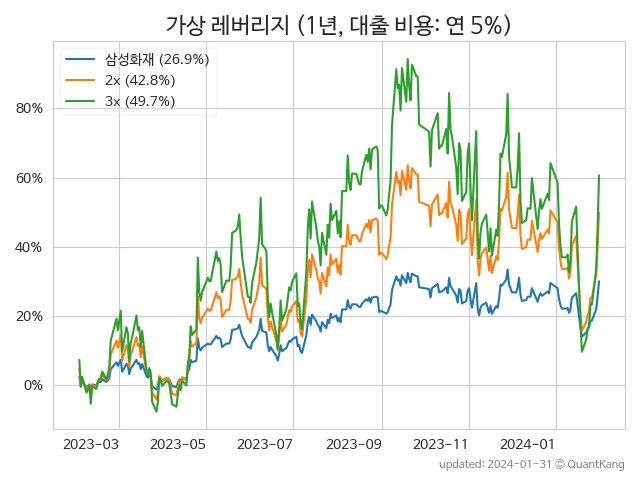 가상 레버리지 (1년, 대출 비용: 연 5%)
삼성화재 (26.9%)
2x (42.8%)
3x (49.7%)
80%
60%
40%
20%
0%
2023-03 2023-05 2023-07 2023-09 2023-11 2024-01
updated: 2024-01-31 © QuantKang